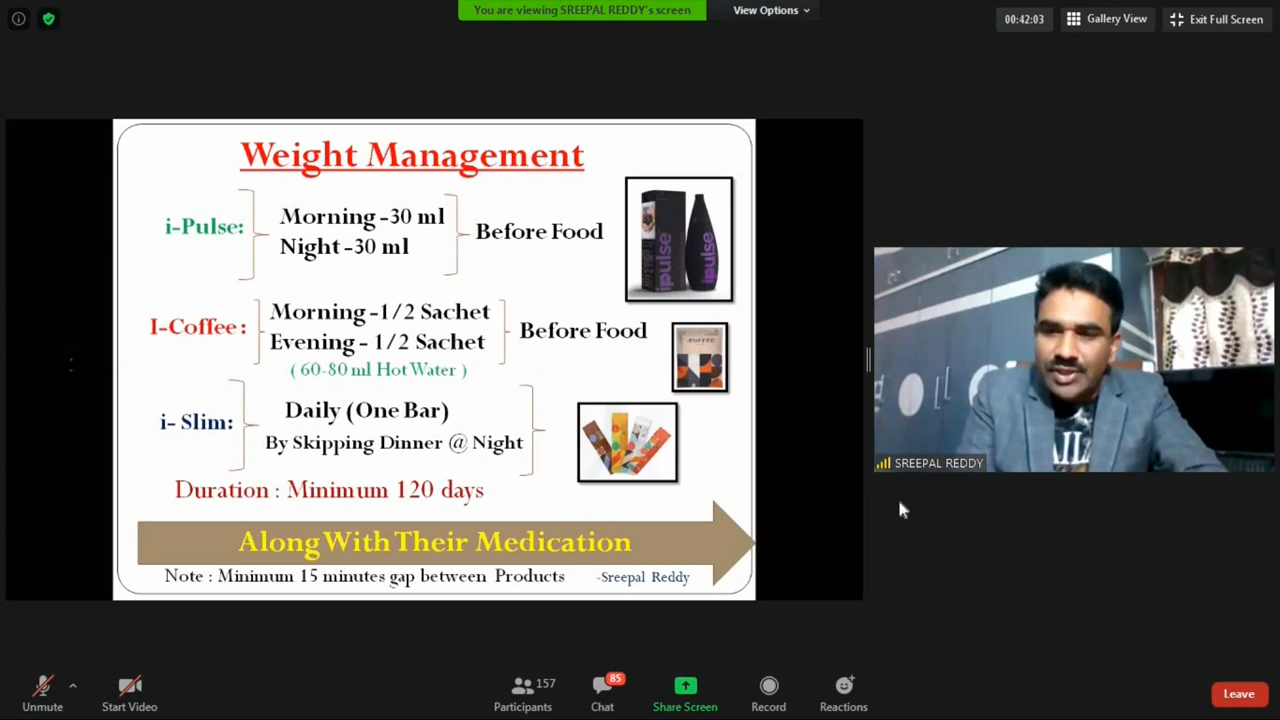 You are viewing SREEPAL REDDY's screen
View Options
00:42:03
Gallery View
Exit Full Screen
Weight Management
i-Pulse:
Morning -30 ml
Night -30 ml
Before Food
ipulse
ipulse
I-Coffee :
Morning -1/2 Sachet
Evening - 1/2 Sachet
Before Food
( 60-80 ml Hot Water )
COFFEE
i- Slim:
Daily (One Bar)
By Skipping Dinner @ Night
Duration : Minimum 120 days
Along With Their Medication
Note : Minimum 15 minutes gap between Products
-Sreepal Reddy
SREEPAL REDDY
Unmute
Start Video
157
Participants
85
Chat
Share Screen
Record
Reactions
Leave